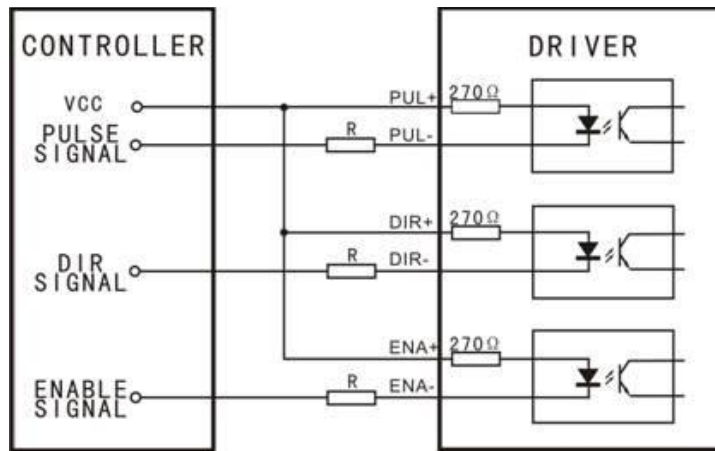 CONTROLLER
DRIVER
VCC
PUL+
270Ω
PULSE
SIGNAL
R
PUL-
DIR+
270Ω
DIR
SIGNAL
R
DIR-
ENA+
270Ω
ENABLE
SIGNAL
R
ENA-